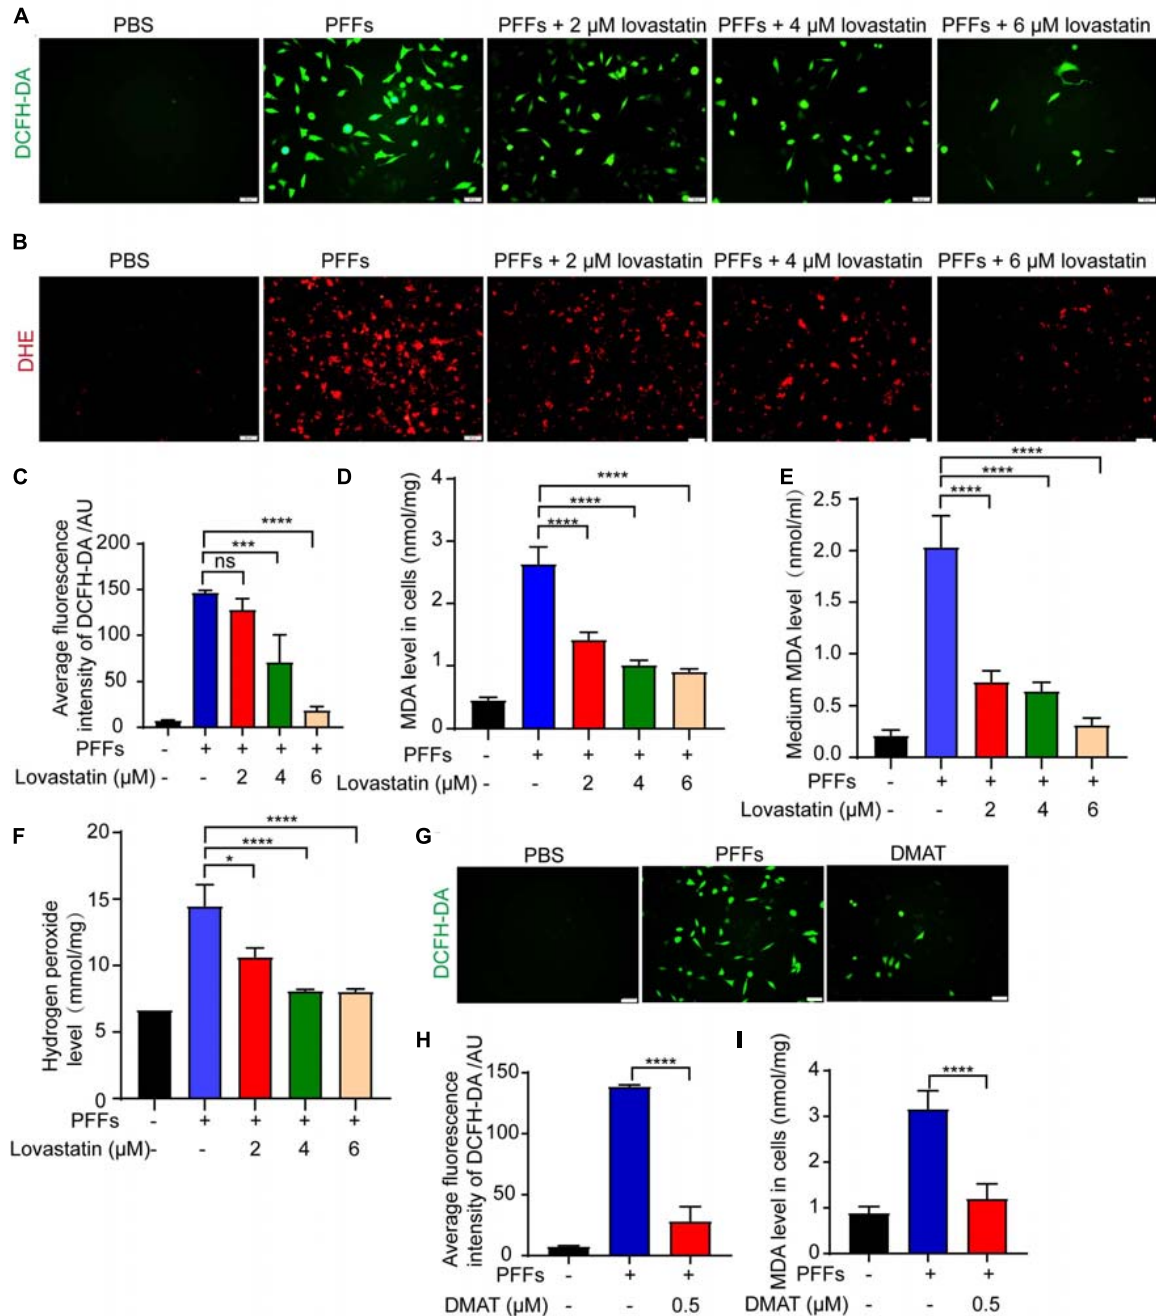 A
PBS PFFs PFFs + 2 µM lovastatin PFFs + 4 µM lovastatin PFFs + 6 µM lovastatin
DCFH-DA
B
PBS PFFs PFFs + 2 µM lovastatin PFFs + 4 µM lovastatin PFFs + 6 µM lovastatin
DHE
C
Average fluorescence
intensity of DCFH-DA /AU
200
150
100
50
0
ns *** ****
PFFs - + + + +
Lovastatin (µM) - - 2 4 6
D
MDA level in cells (nmol/mg)
4
3
2
1
0
**** **** ****
PFFs - + + + +
Lovastatin (µM) - - 2 4 6
E
Medium MDA level (nmol/ml)
2.5
2.0
1.5
1.0
0.5
0.0
**** **** ****
PFFs - + + + +
Lovastatin (µM) - - 2 4 6
F
Hydrogen peroxide
level (mmol/mg)
20
15
10
5
0
* **** ****
PFFs - + + + +
Lovastatin (µM) - - 2 4 6
G
PBS PFFs DMAT
DCFH-DA
H
Average fluorescence
intensity of DCFH-DA /AU
150
100
50
0
****
PFFs - + +
DMAT (µM) - - 0.5
I
MDA level in cells (nmol/mg)
4
3
2
1
0
****
PFFs - + +
DMAT (µM) - - 0.5